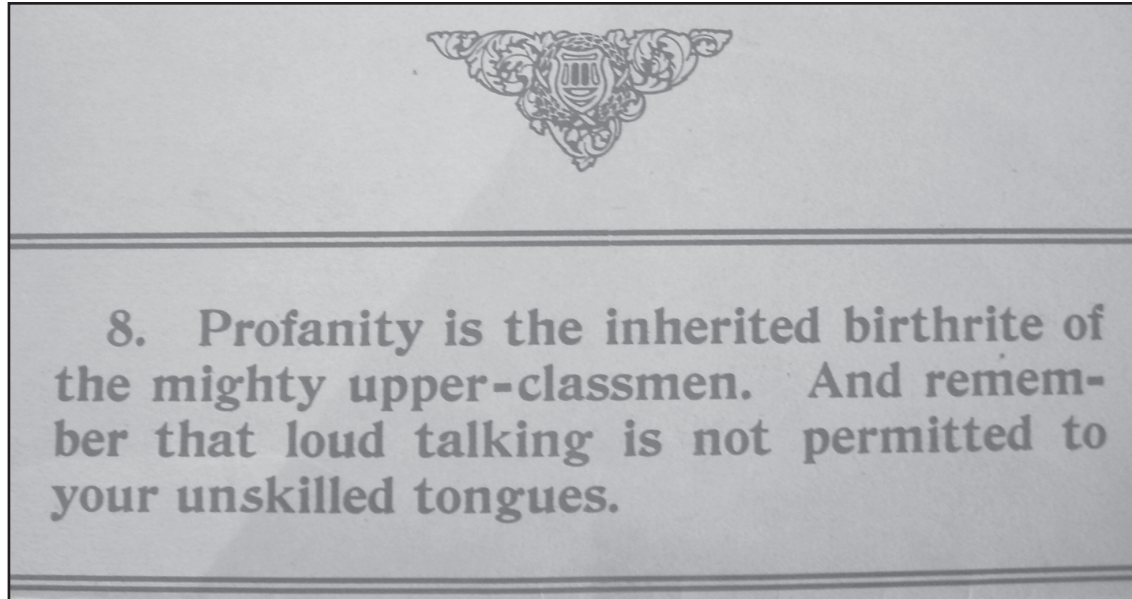 8. Profanity is the inherited birthrite of
the mighty upper-classmen. And remem-
ber that loud talking is not permitted to
your unskilled tongues.